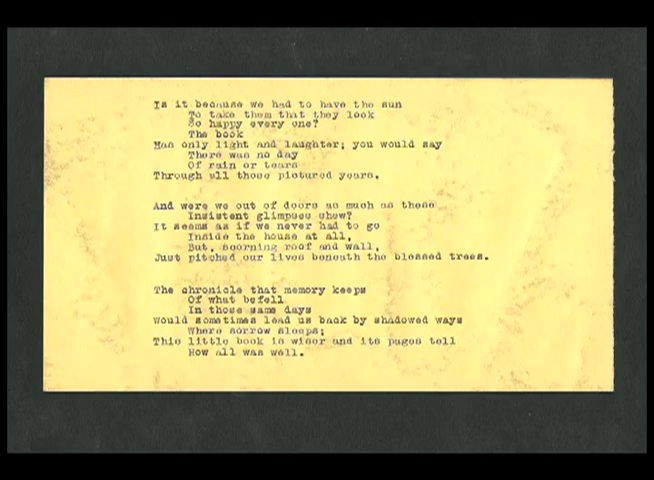 Is it because we had to have the sun
To take them that they look
So happy every one?
The book
Has only light and laughter; you would say
There was no day
Of rain or tears
Through all those pictured years.
And were we out of doors as much as these
Insistent glimpses show?
It seems as if we never had to go
Inside the house at all,
But, scorning roof and wall,
Just pitched our lives beneath the blessed trees.
The chronicle that memory keeps
Of what befell
In those same days
Would sometimes lead us back by shadowed ways
Where sorrow sleeps;
This little book is wiser and its pages tell
How all was well.